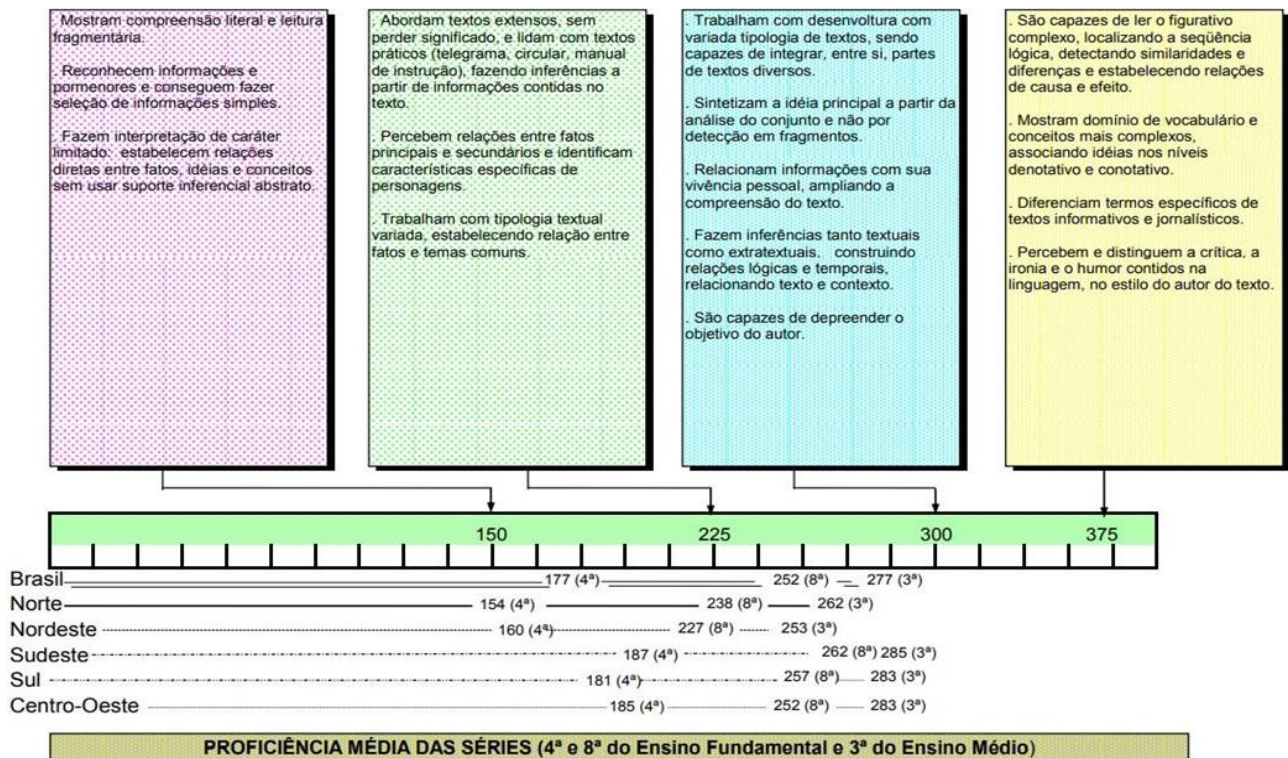 . Mostram compreensão literal e leitura
fragmentária.
. Reconhecem informações e
pormenores e conseguem fazer
seleção de informações simples.
. Fazem interpretação de caráter
limitado: estabelecem relações
diretas entre fatos, idéias e conceitos
sem usar suporte inferencial abstrato.
. Abordam textos extensos, sem
perder significado, e lidam com textos
práticos (telegrama, circular, manual
de instrução), fazendo inferências a
partir de informações contidas no
texto.
. Percebem relações entre fatos
principais e secundários e identificam
características específicas de
personagens.
. Trabalham com tipologia textual
variada, estabelecendo relação entre
fatos e temas comuns.
. Trabalham com desenvoltura com
variada tipologia de textos, sendo
capazes de integrar, entre si, partes
de textos diversos.
. Sintetizam a idéia principal a partir da
análise do conjunto e não por
detecção em fragmentos.
. Relacionam informações com sua
vivência pessoal, ampliando a
compreensão do texto.
. Fazem inferências tanto textuais
como extratextuais, construindo
relações lógicas e temporais,
relacionando texto e contexto.
. São capazes de depreender o
objetivo do autor.
. São capazes de ler o figurativo
complexo, localizando a seqüência
lógica, detectando similaridades e
diferenças e estabelecendo relações
de causa e efeito.
. Mostram domínio de vocabulário e
conceitos mais complexos,
associando idéias nos níveis
denotativo e conotativo.
. Diferenciam termos específicos de
textos informativos e jornalísticos.
. Percebem e distinguem a crítica, a
ironia e o humor contidos na
linguagem, no estilo do autor do texto.
150 225 300 375
Brasil 177 (4ª) 252 (8ª) 277 (3ª)
Norte 154 (4ª) 238 (8ª) 262 (3ª)
Nordeste 160 (4ª) 227 (8ª) 253 (3ª)
Sudeste 187 (4ª) 262 (8ª) 285 (3ª)
Sul 181 (4ª) 257 (8ª) 283 (3ª)
Centro-Oeste 185 (4ª) 252 (8ª) 283 (3ª)
PROFICIÊNCIA MÉDIA DAS SÉRIES (4ª e 8ª do Ensino Fundamental e 3ª do Ensino Médio)